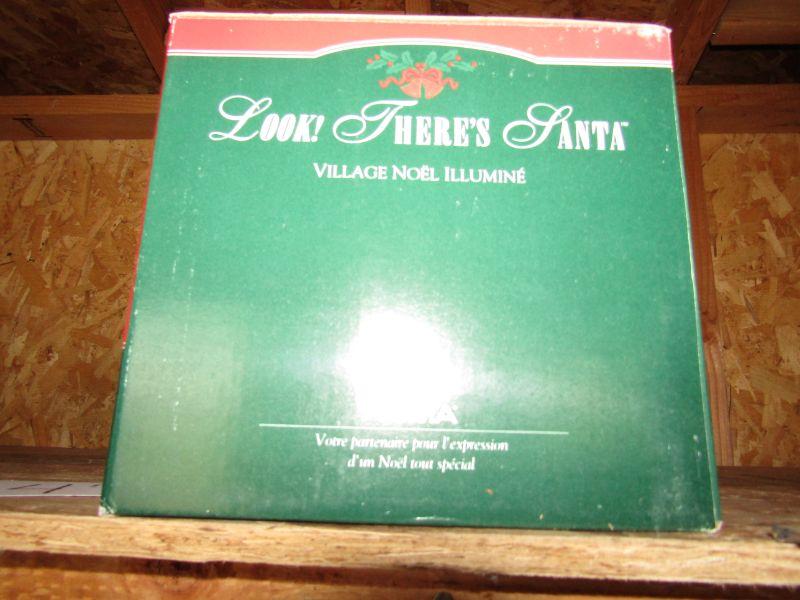 Look! There's Santa™
Village Noël Illuminé
Votre partenaire pour l'expression
d'un Noël tout spécial